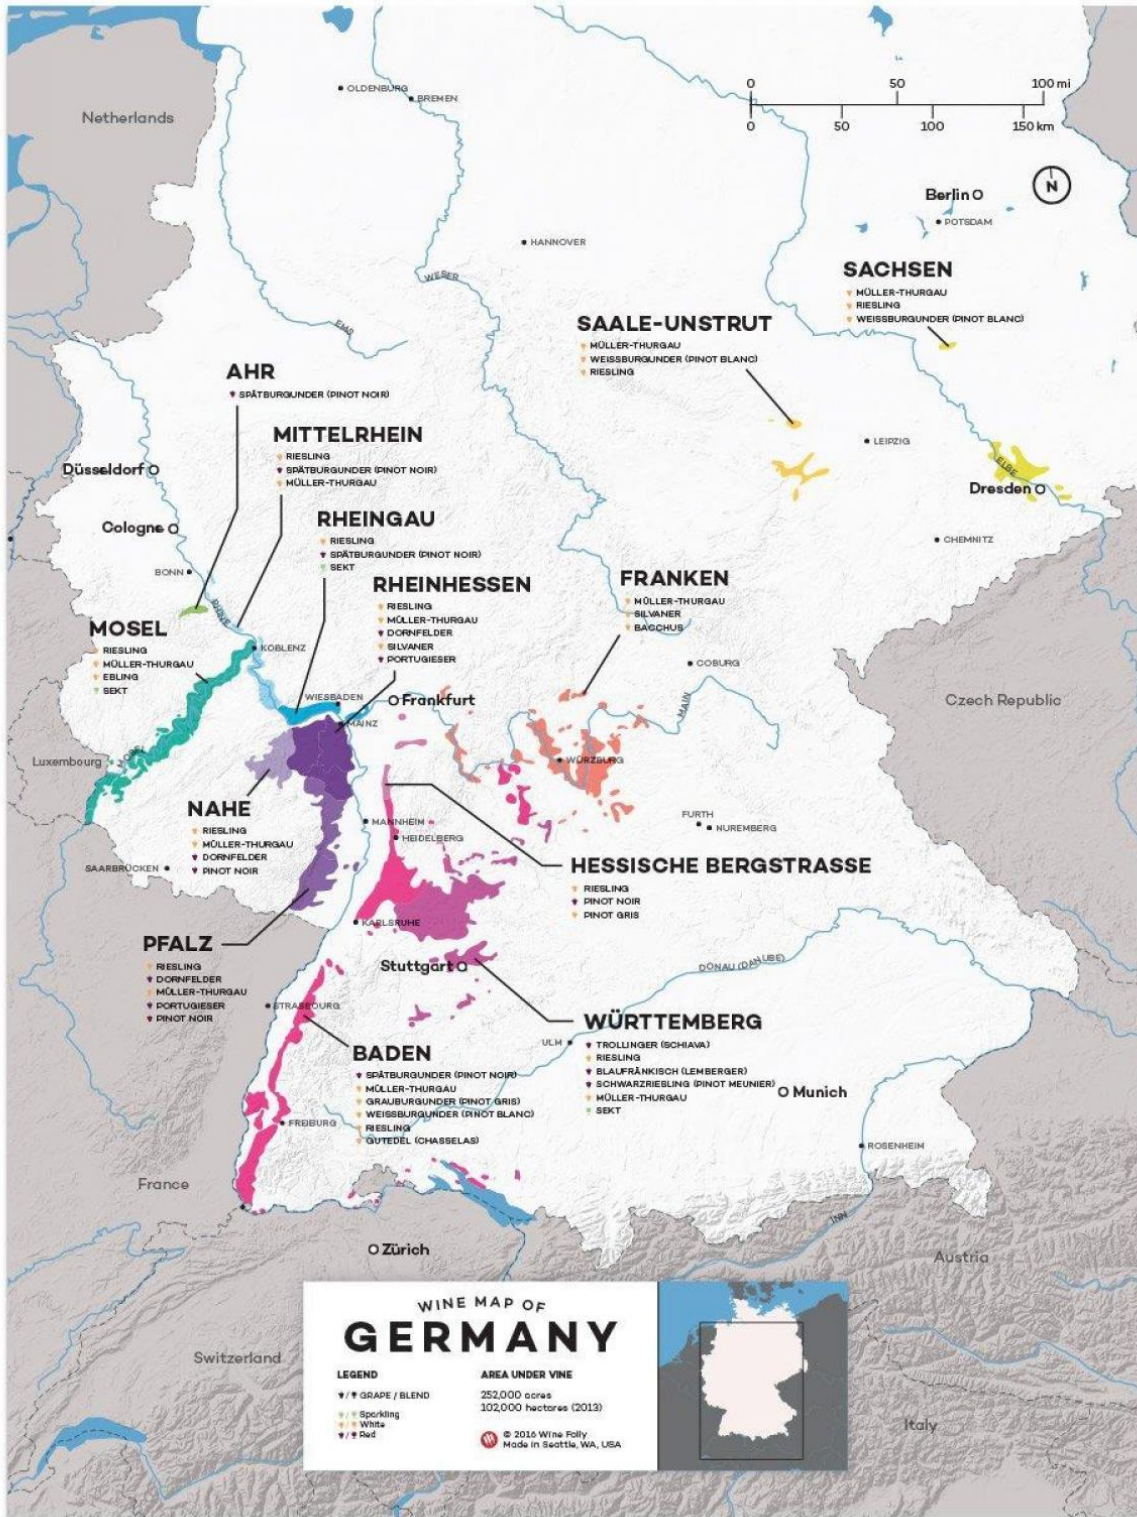 Netherlands
OLDENBURG
BREMEN
0 50 100 mi
0 50 100 150 km
N
Berlin
POTSDAM
HANNOVER
WESER
EMS
SACHSEN
MÜLLER-THURGAU
RIESLING
WEISSBURGUNDER (PINOT BLANC)
SAALE-UNSTRUT
MÜLLER-THURGAU
WEISSBURGUNDER (PINOT BLANC)
RIESLING
LEIPZIG
ELBE
Dresden
CHEMNITZ
AHR
SPÄTBURGUNDER (PINOT NOIR)
MITTELRHEIN
RIESLING
SPÄTBURGUNDER (PINOT NOIR)
MÜLLER-THURGAU
Düsseldorf
Cologne
BONN
RHINE
RHEINGAU
RIESLING
SPÄTBURGUNDER (PINOT NOIR)
SEKT
RHEINHESSEN
RIESLING
MÜLLER-THURGAU
DORNFELDER
SILVANER
PORTUGIESER
FRANKEN
MÜLLER-THURGAU
SILVANER
BACCHUS
MOSEL
RIESLING
MÜLLER-THURGAU
EBLING
SEKT
KOBLENZ
WIESBADEN
Frankfurt
MAINZ
COBURG
MAIN
Czech Republic
Luxembourg
WÜRZBURG
NAHE
RIESLING
MÜLLER-THURGAU
DORNFELDER
PINOT NOIR
MANNHEIM
HEIDELBERG
FURTH
NUREMBERG
SAARBRÜCKEN
HESSISCHE BERGSTRASSE
RIESLING
PINOT NOIR
PINOT GRIS
KARLSRUHE
PFALZ
RIESLING
DORNFELDER
MÜLLER-THURGAU
PORTUGIESER
PINOT NOIR
Stuttgart
DONAU (DANUBE)
STRASBOURG
WÜRTTEMBERG
TROLLINGER (SCHIAVA)
RIESLING
BLAUFRÄNKISCH (LEMBERGER)
SCHWARZRIESLING (PINOT MEUNIER)
MÜLLER-THURGAU
SEKT
ULM
Munich
BADEN
SPÄTBURGUNDER (PINOT NOIR)
MÜLLER-THURGAU
GRAUBURGUNDER (PINOT GRIS)
WEISSBURGUNDER (PINOT BLANC)
RIESLING
GUTEDEL (CHASSELAS)
FREIBURG
ROSENHEIM
France
INN
Zürich
Austria
Switzerland
Italy
WINE MAP OF
GERMANY
LEGEND
/ GRAPE / BLEND
/ Sparkling
/ White
/ Red
AREA UNDER VINE
252,000 acres
102,000 hectares (2013)
© 2016 Wine Folly
Made in Seattle, WA, USA